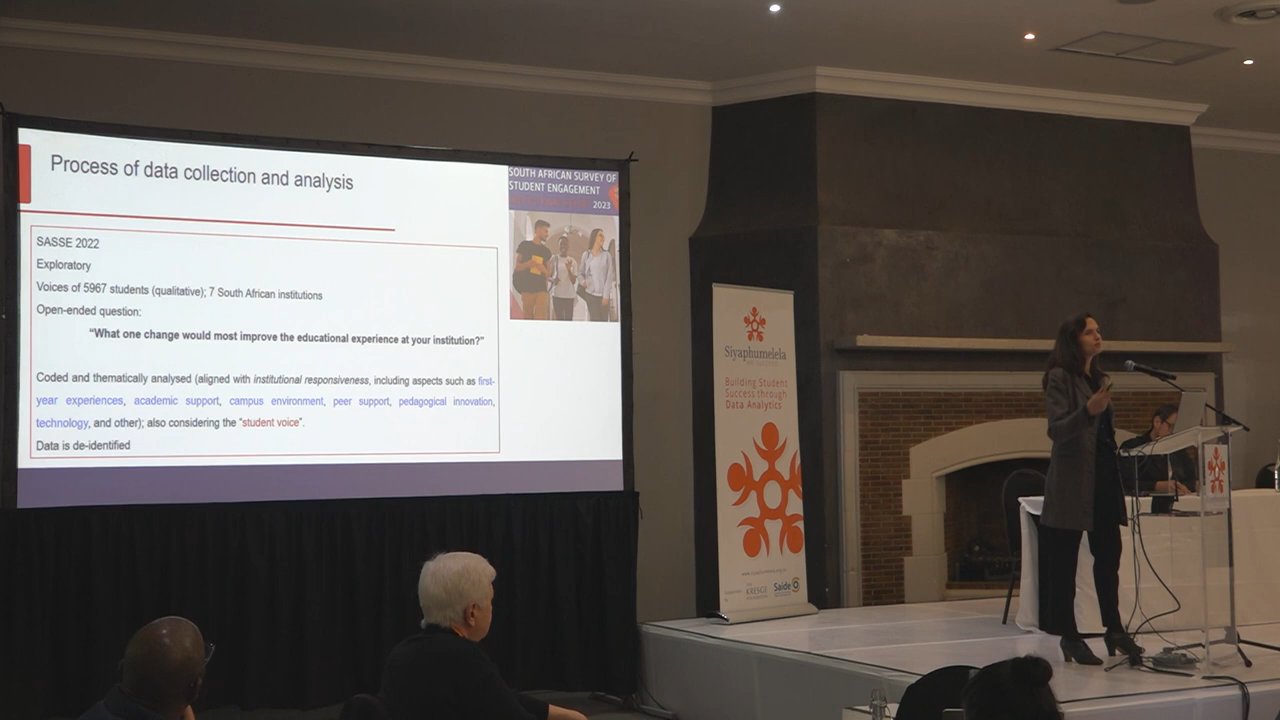 Process of data collection and analysis
SASSE 2022
Exploratory
Voices of 5967 students (qualitative); 7 South African institutions
Open-ended question:
“What one change would most improve the educational experience at your institution?”
Coded and thematically analysed (aligned with institutional responsiveness, including aspects such as first-
year experiences, academic support, campus environment, peer support, pedagogical innovation,
technology, and other); also considering the “student voice”.
Data is de-identified
SOUTH AFRICAN SURVEY OF
STUDENT ENGAGEMENT
2023
Siyaphumelela
Building Student
Success through
Data Analytics
KRESGE
Saide